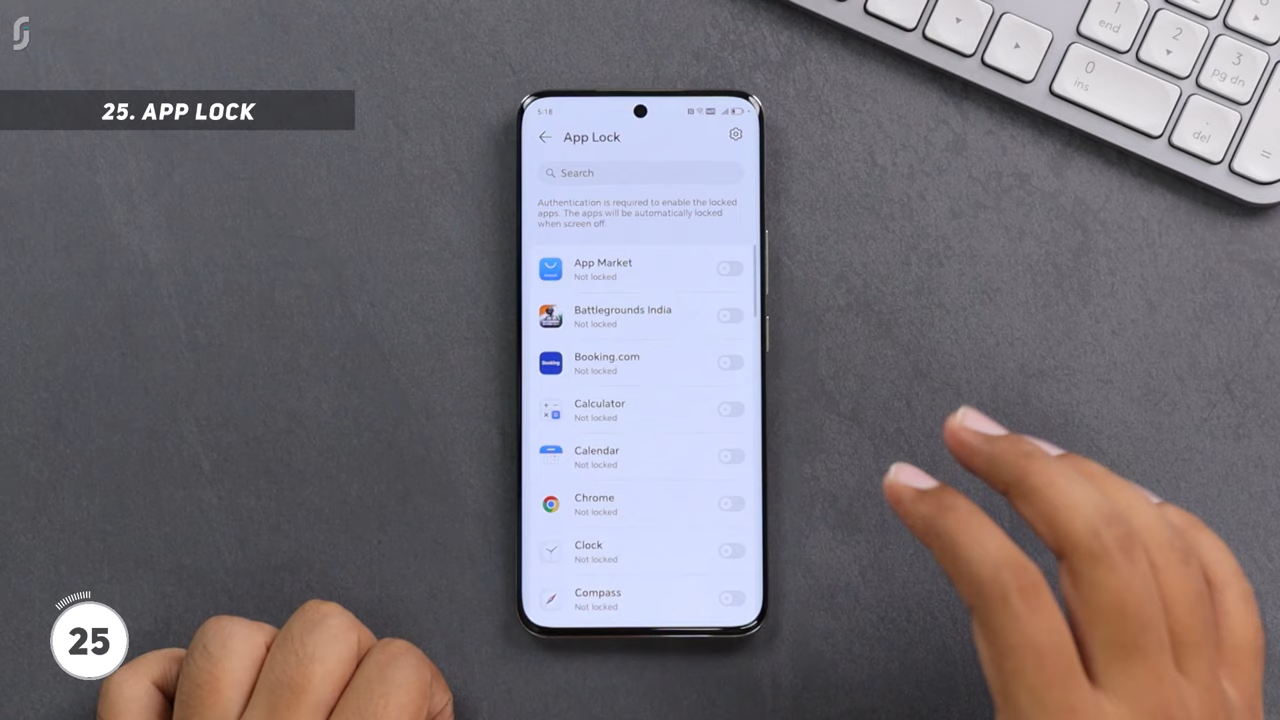 25. APP LOCK
5:18
App Lock
Search
Authentication is required to enable the locked
apps. The apps will be automatically locked
when screen off.
App Market
Not locked
Battlegrounds India
Not locked
Booking.com
Not locked
Calculator
Not locked
Calendar
Not locked
Chrome
Not locked
Clock
Not locked
Compass
Not locked
25
1
end
2
3
pg dn
0
ins
.
del
=